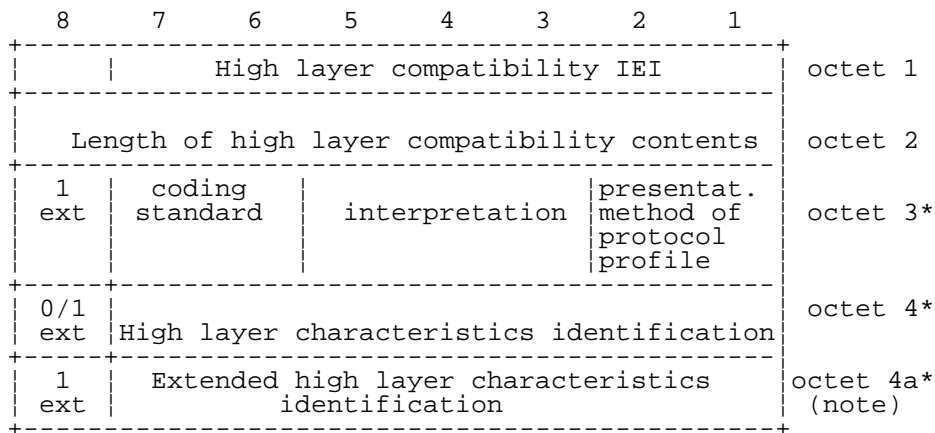 8 7 6 5 4 3 2 1
High layer compatibility IEI octet 1
Length of high layer compatibility contents octet 2
1 coding presentat.
ext standard interpretation method of octet 3*
protocol
profile
0/1 octet 4*
ext High layer characteristics identification
1 Extended high layer characteristics octet 4a*
ext identification (note)